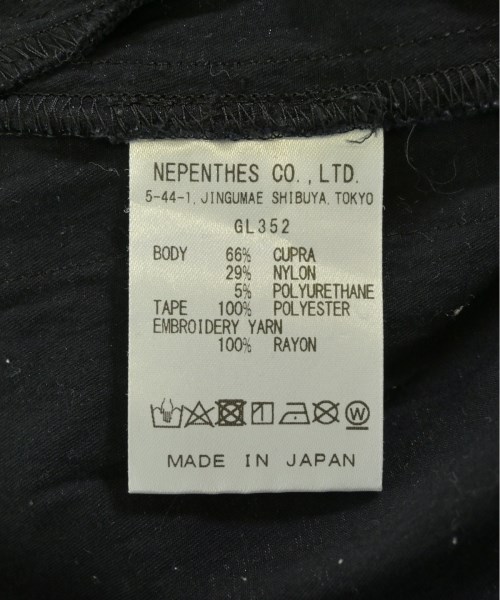 NEPENTHES CO., LTD.
5-44-1, JINGUMAE SHIBUYA, TOKYO
GL352
BODY 66% CUPRA
29% NYLON
5% POLYURETHANE
TAPE 100% POLYESTER
EMBROIDERY YARN
100% RAYON
W
MADE IN JAPAN